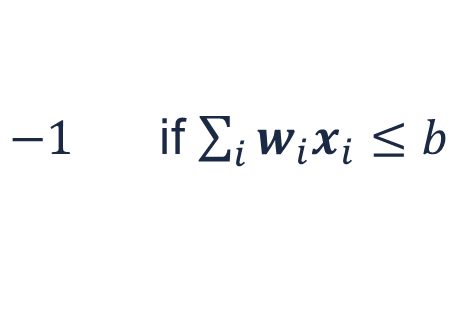 −1 if ∑ᵢ 𝒘ᵢ𝒙ᵢ ≤ 𝑏